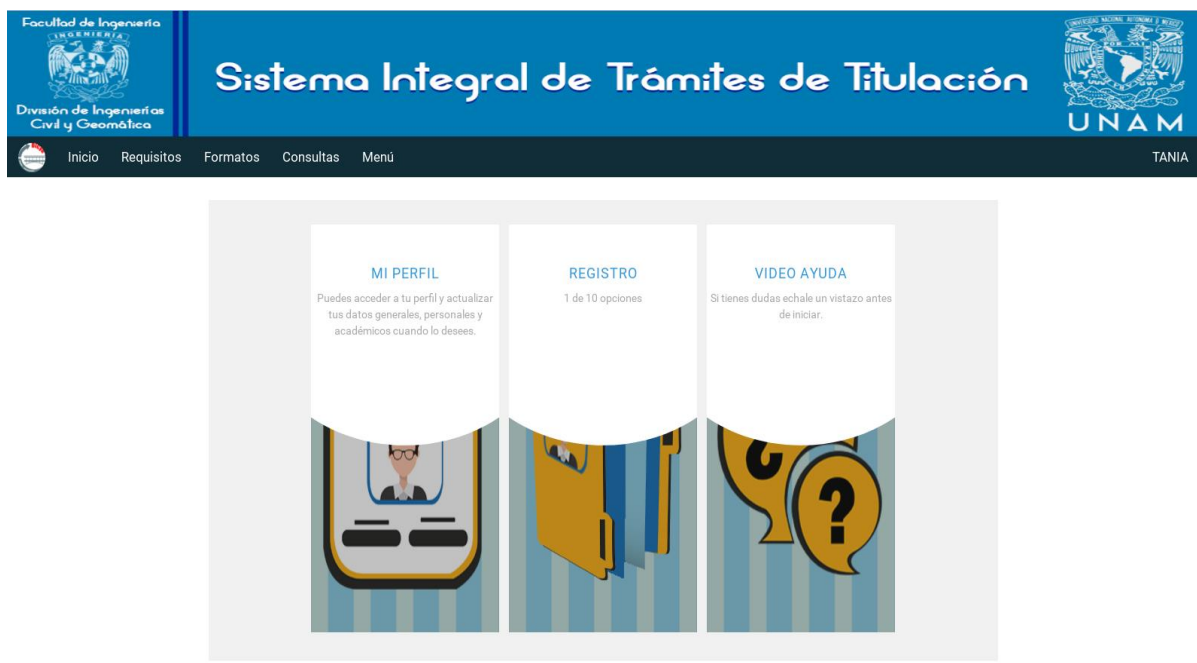 Facultad de Ingeniería
INGENIERIA
División de Ingenierías
Civil y Geomática
Sistema Integral de Trámites de Titulación
UNAM
Inicio Requisitos Formatos Consultas Menú TANIA
MI PERFIL
Puedes acceder a tu perfil y actualizar
tus datos generales, personales y
académicos cuando lo desees.
REGISTRO
1 de 10 opciones
VIDEO AYUDA
Si tienes dudas echale un vistazo antes
de iniciar.